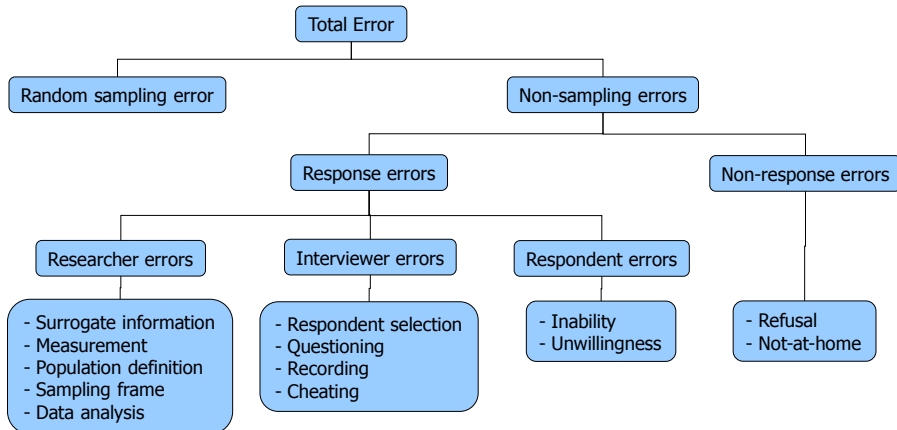 Total Error
Random sampling error
Non-sampling errors
Response errors
Non-response errors
Researcher errors
Interviewer errors
Respondent errors
- Surrogate information
- Measurement
- Population definition
- Sampling frame
- Data analysis
- Respondent selection
- Questioning
- Recording
- Cheating
- Inability
- Unwillingness
- Refusal
- Not-at-home